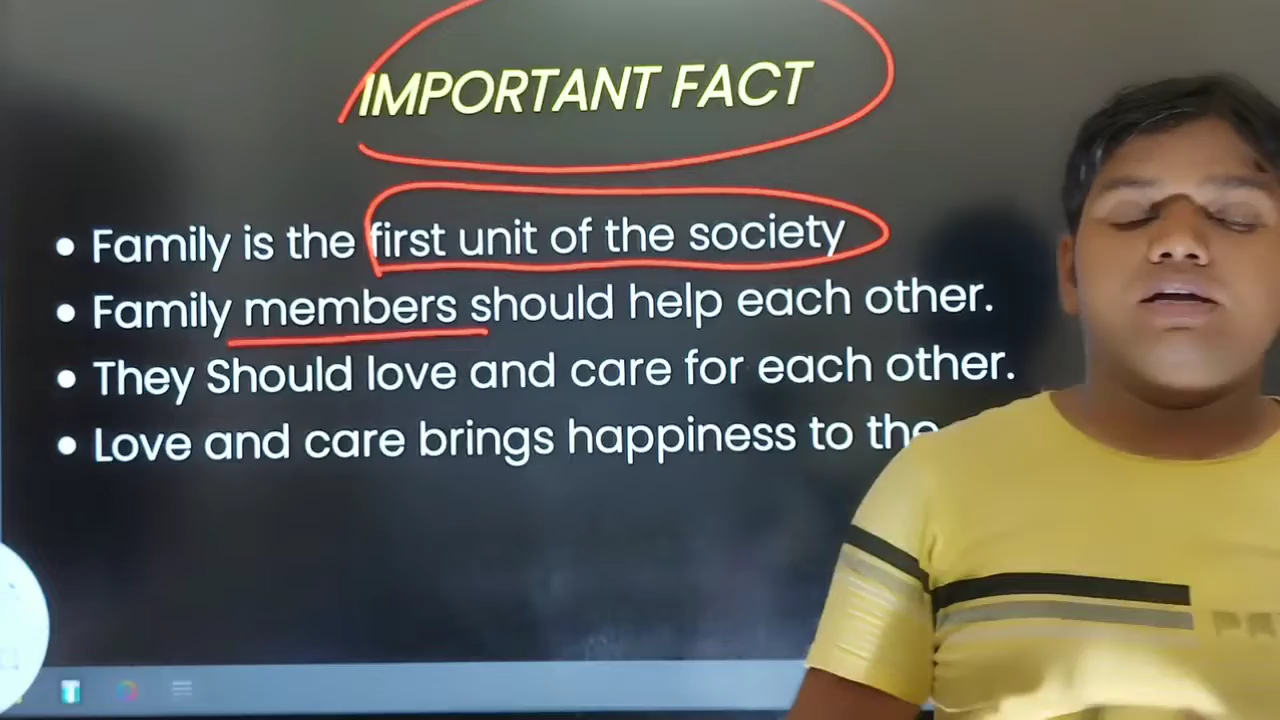 IMPORTANT FACT
• Family is the first unit of the society
• Family members should help each other.
• They Should love and care for each other.
• Love and care brings happiness to the